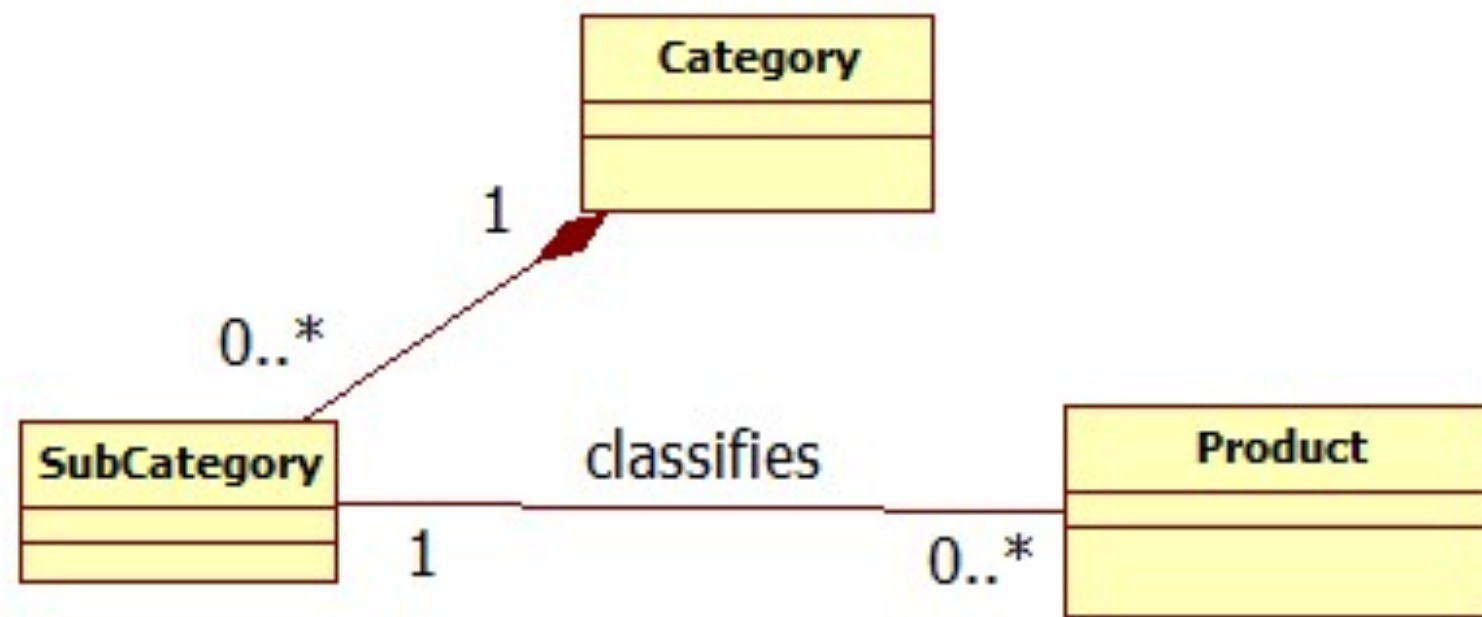 Category
1
0..*
SubCategory
classifies
Product
1
0..*